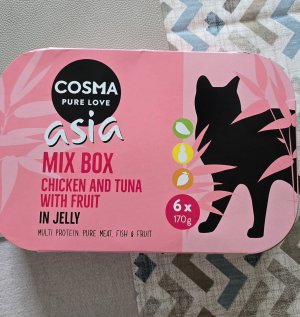 COSMA
PURE LOVE
asia
MIX BOX
CHICKEN AND TUNA
WITH FRUIT
IN JELLY
MULTI PROTEIN: PURE MEAT, FISH & FRUIT
6 x
170g